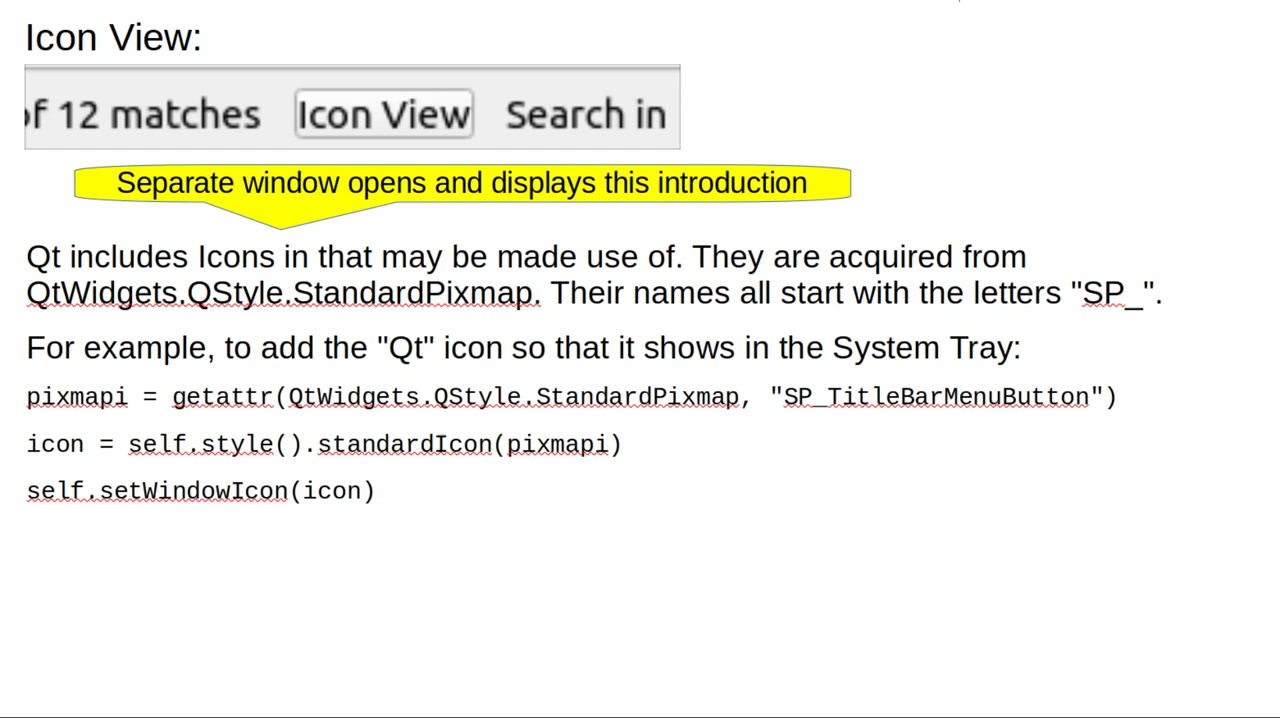 Icon View:
of 12 matches Icon View Search in
Separate window opens and displays this introduction
Qt includes Icons in that may be made use of. They are acquired from
QtWidgets.QStyle.StandardPixmap. Their names all start with the letters "SP_".
For example, to add the "Qt" icon so that it shows in the System Tray:
pixmapi = getattr(QtWidgets.QStyle.StandardPixmap, "SP_TitleBarMenuButton")
icon = self.style().standardIcon(pixmapi)
self.setWindowIcon(icon)